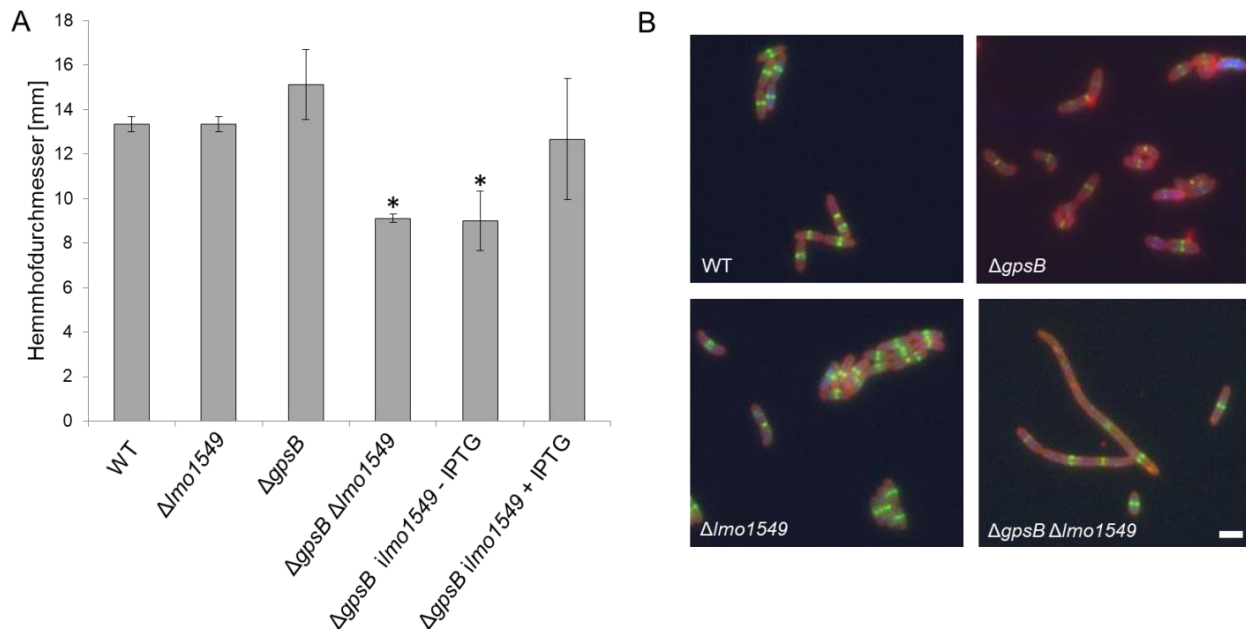 A
Hemmhofdurchmesser [mm]
18
16
14
12
10
8
6
4
2
0
*
*
WT
Δlmo1549
ΔgpsB
ΔgpsB Δlmo1549
ΔgpsB ilmo1549 - IPTG
ΔgpsB ilmo1549 + IPTG
B
WT
ΔgpsB
Δlmo1549
ΔgpsB Δlmo1549